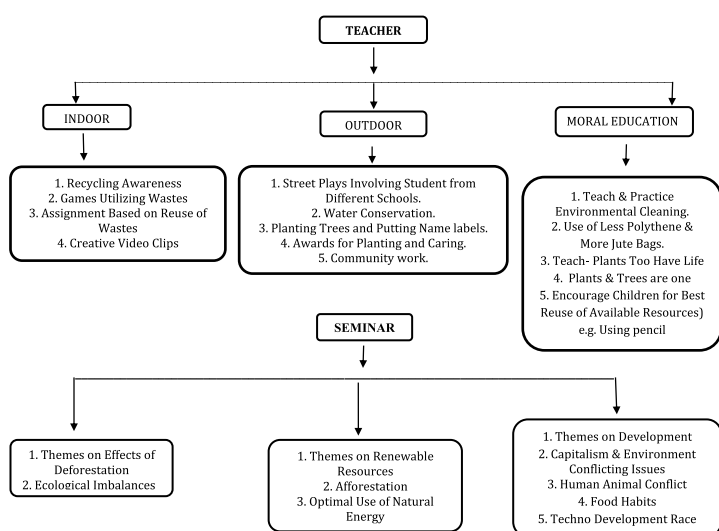 TEACHER
INDOOR
OUTDOOR
MORAL EDUCATION
1. Recycling Awareness
2. Games Utilizing Wastes
3. Assignment Based on Reuse of
Wastes
4. Creative Video Clips
1. Street Plays Involving Student from
Different Schools.
2. Water Conservation.
3. Planting Trees and Putting Name labels.
4. Awards for Planting and Caring.
5. Community work.
1. Teach & Practice
Environmental Cleaning.
2. Use of Less Polythene &
More Jute Bags.
3. Teach- Plants Too Have Life
4. Plants & Trees are one
5. Encourage Children for Best
Reuse of Available Resources)
e.g. Using pencil
SEMINAR
1. Themes on Effects of
Deforestation
2. Ecological Imbalances
1. Themes on Renewable
Resources
2. Afforestation
3. Optimal Use of Natural
Energy
1. Themes on Development
2. Capitalism & Environment
Conflicting Issues
3. Human Animal Conflict
4. Food Habits
5. Techno Development Race